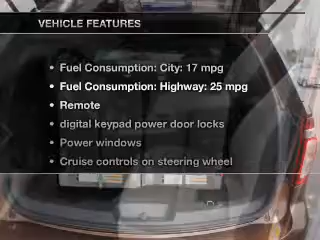 VEHICLE FEATURES
• Fuel Consumption: City: 17 mpg
• Fuel Consumption: Highway: 25 mpg
• Remote
• digital keypad power door locks
• Power windows
• Cruise controls on steering wheel